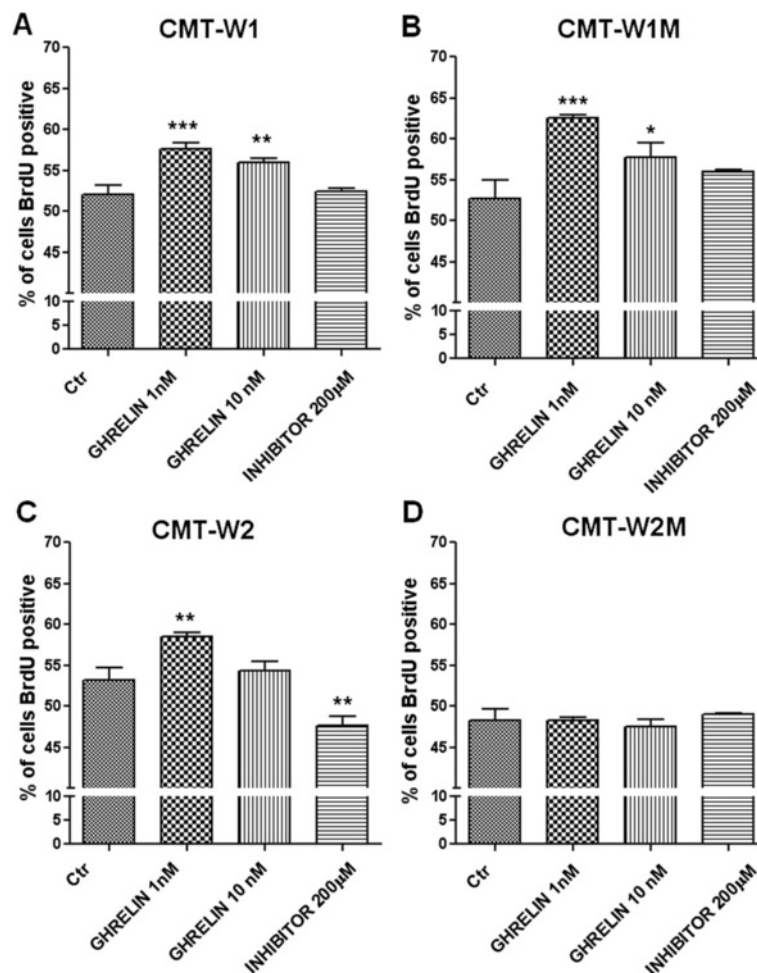 A
CMT-W1
% of cells BrdU positive
70
65
60
55
50
45
10
5
0
***
**
Ctr
GHRELIN 1nM
GHRELIN 10 nM
INHIBITOR 200µM
B
CMT-W1M
% of cells BrdU positive
70
65
60
55
50
45
10
5
0
***
*
Ctr
GHRELIN 1nM
GHRELIN 10 nM
INHIBITOR 200µM
C
CMT-W2
% of cells BrdU positive
70
65
60
55
50
45
10
5
0
**
**
Ctr
GHRELIN 1nM
GHRELIN 10 nM
INHIBITOR 200µM
D
CMT-W2M
% of cells BrdU positive
70
65
60
55
50
45
10
5
0
Ctr
GHRELIN 1nM
GHRELIN 10 nM
INHIBITOR 200µM